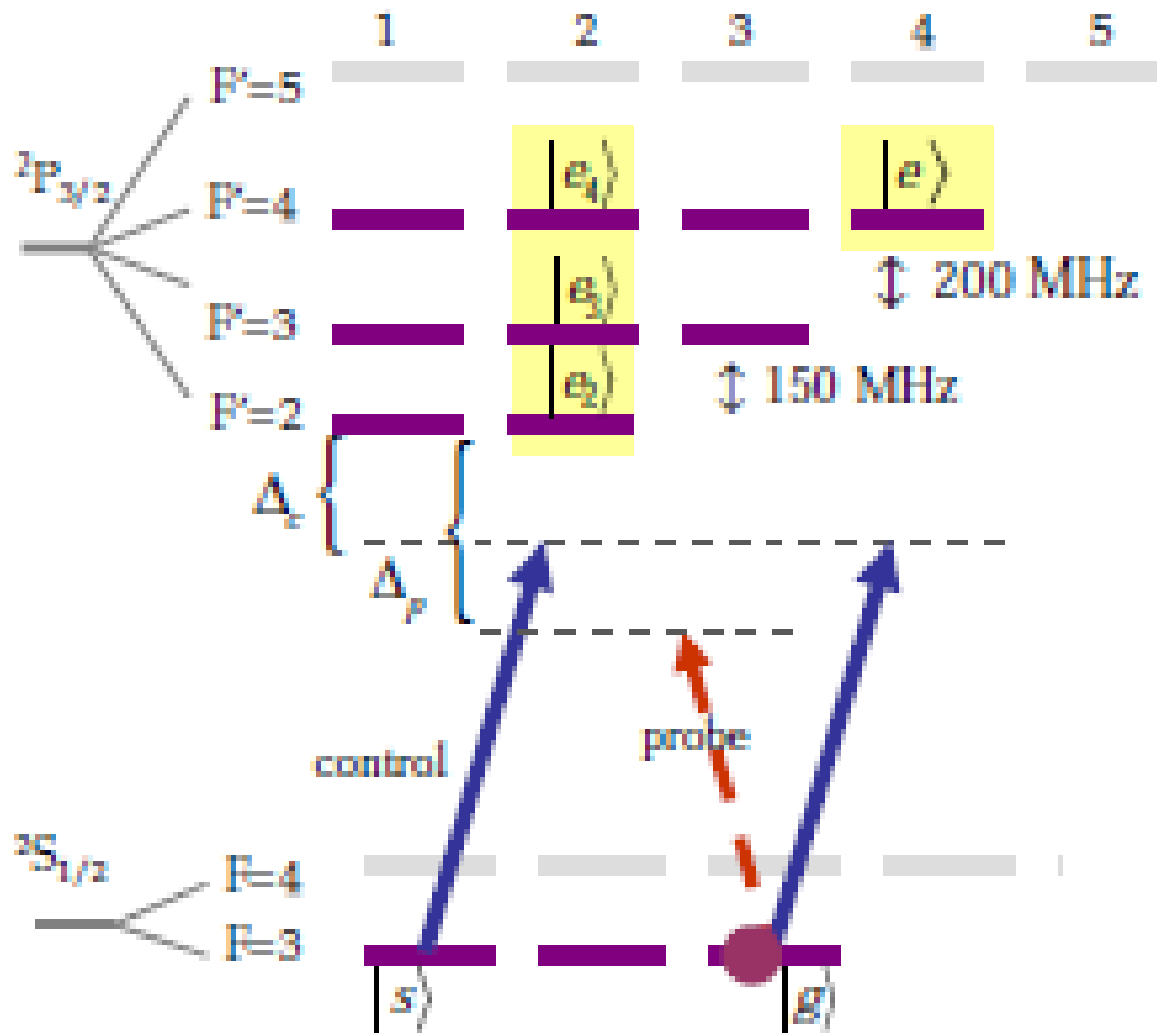 1 2 3 4 5
F'=5
²P₃/₂
|e₄⟩ |e⟩
F'=4
200 MHz
|e₃⟩
F'=3
|e₂⟩
150 MHz
F'=2
Δc
Δp
control
probe
²S₁/₂
F=4
F=3
|s⟩ |g⟩